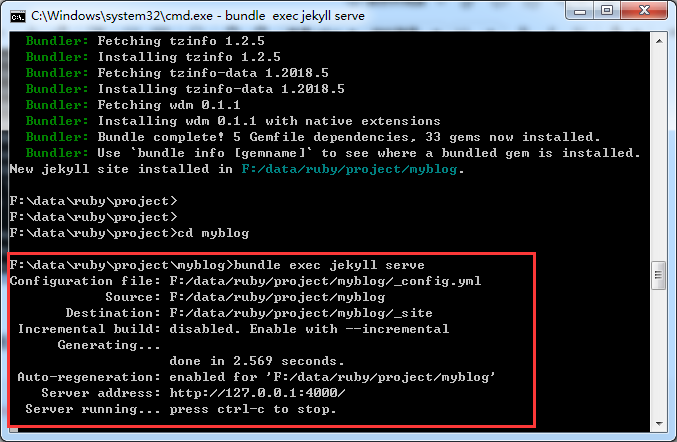 C:\Windows\system32\cmd.exe - bundle  exec jekyll serve
Bundler: Fetching tzinfo 1.2.5
Bundler: Installing tzinfo 1.2.5
Bundler: Fetching tzinfo-data 1.2018.5
Bundler: Installing tzinfo-data 1.2018.5
Bundler: Fetching wdm 0.1.1
Bundler: Installing wdm 0.1.1 with native extensions
Bundler: Bundle complete! 5 Gemfile dependencies, 33 gems now installed.
Bundler: Use `bundle info [gemname]` to see where a bundled gem is installed.
New jekyll site installed in F:/data/ruby/project/myblog.
F:\data\ruby\project>
F:\data\ruby\project>
F:\data\ruby\project>cd myblog
F:\data\ruby\project\myblog>bundle exec jekyll serve
Configuration file: F:/data/ruby/project/myblog/_config.yml
Source: F:/data/ruby/project/myblog
Destination: F:/data/ruby/project/myblog/_site
Incremental build: disabled. Enable with --incremental
Generating...
done in 2.569 seconds.
Auto-regeneration: enabled for 'F:/data/ruby/project/myblog'
Server address: http://127.0.0.1:4000/
Server running... press ctrl-c to stop.